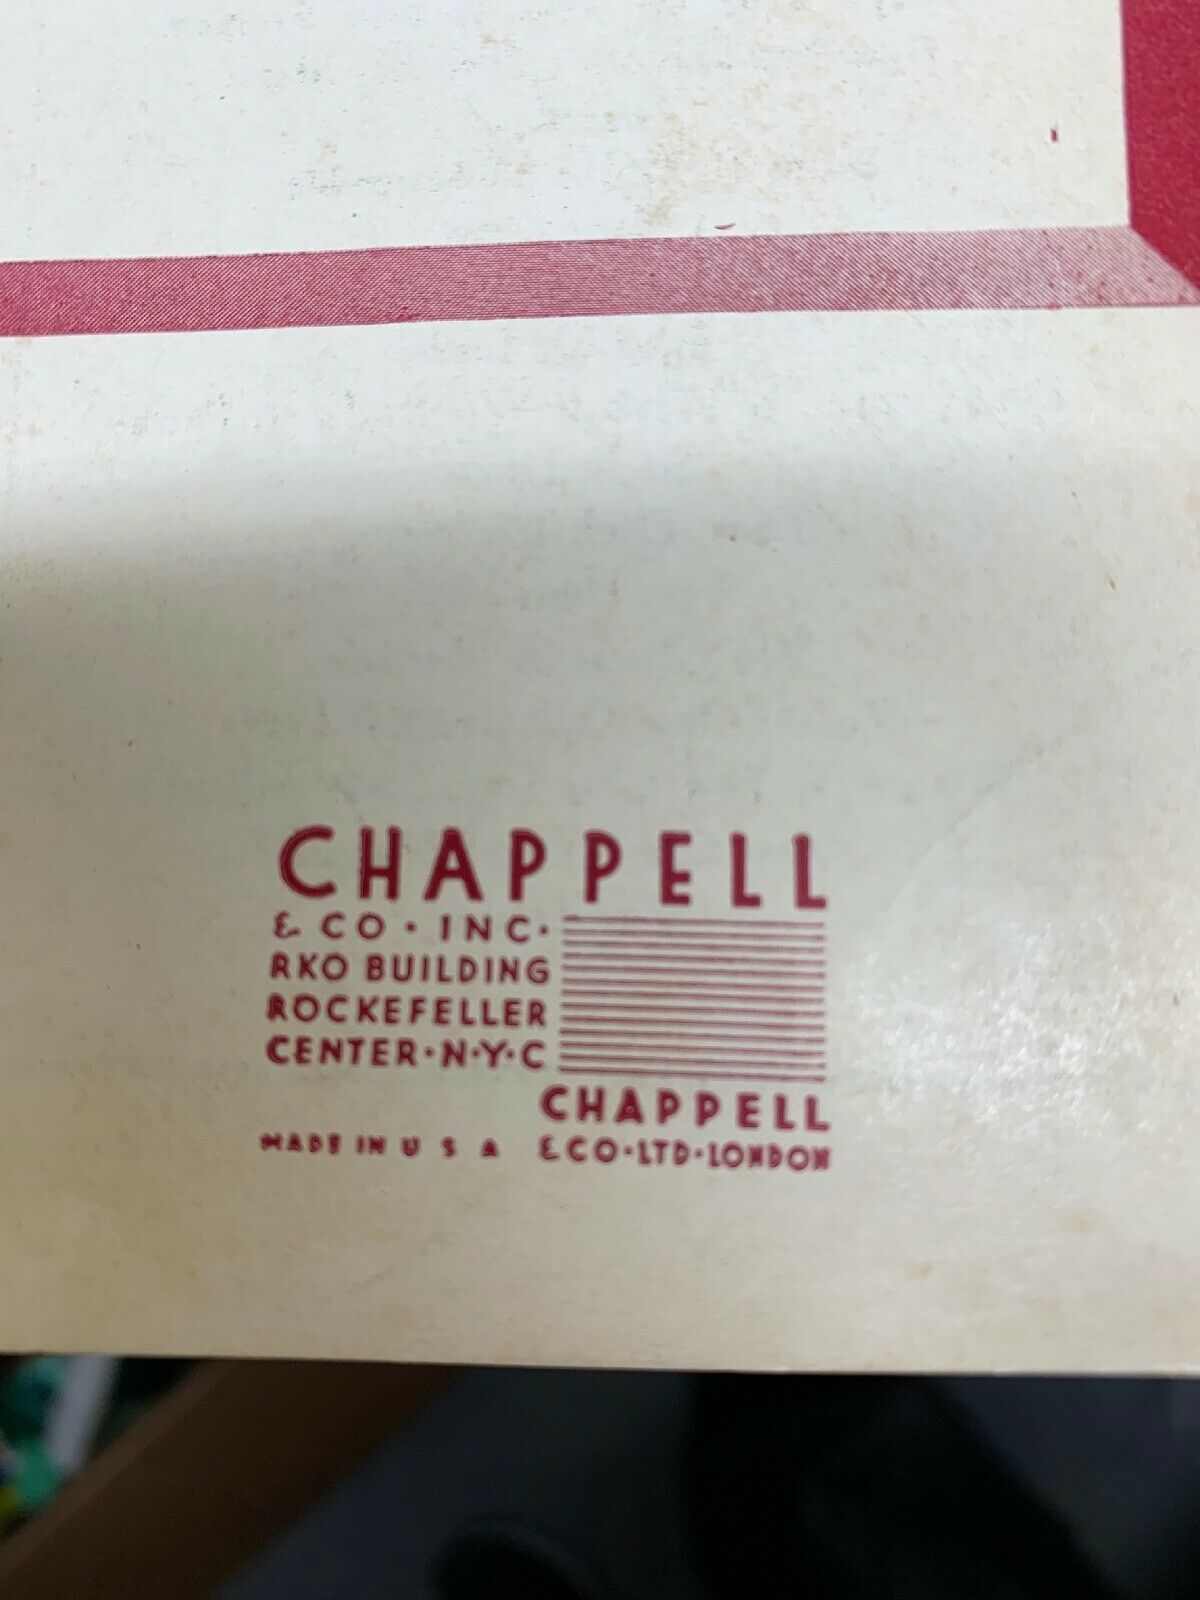 CHAPPELL
& CO · INC ·
RKO BUILDING
ROCKEFELLER
CENTER · N · Y · C
CHAPPELL
MADE IN U S A & CO · LTD · LONDON